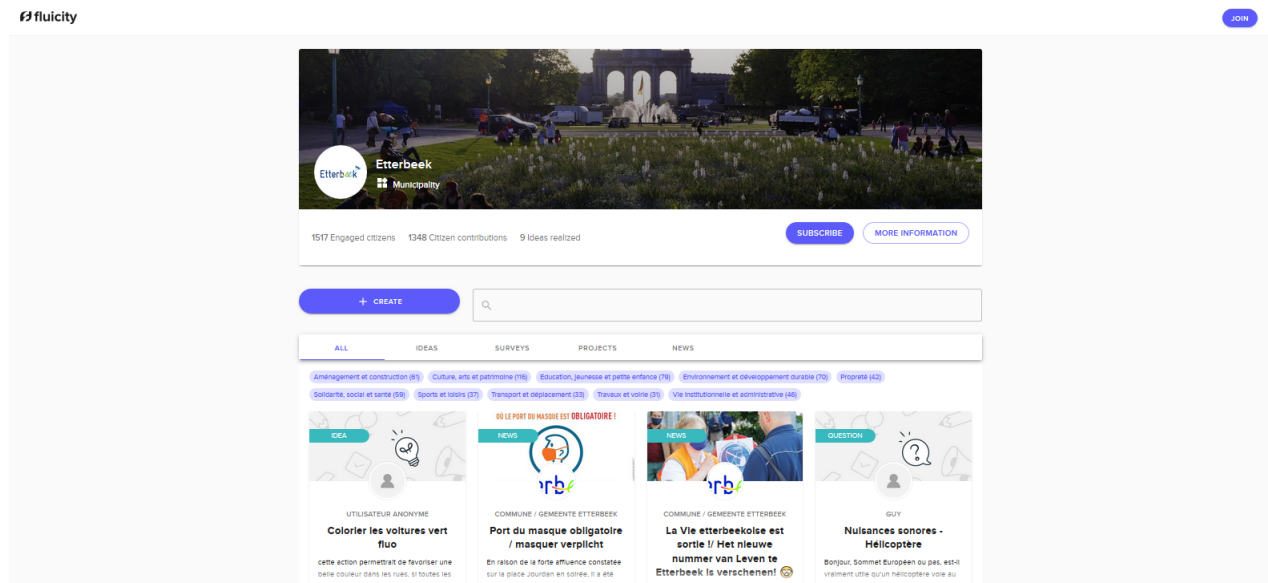 fluicity
JOIN
Etterbeek
Etterbeek
Municipality
1517 Engaged citizens 1348 Citizen contributions 9 Ideas realized
SUBSCRIBE
MORE INFORMATION
+ CREATE
ALL IDEAS SURVEYS PROJECTS NEWS
Aménagement et construction (61) Culture, arts et patrimoine (116) Education, jeunesse et petite enfance (79) Environnement et développement durable (70) Propreté (42)
Solidarité, social et santé (59) Sports et loisirs (37) Transport et déplacement (33) Travaux et voirie (31) Vie institutionnelle et administrative (46)
IDEA
UTILISATEUR ANONYME
Colorier les voitures vert
fluo
cette action permettrait de favoriser une
belle couleur dans les rues, si toutes les
OÙ LE PORT DU MASQUE EST OBLIGATOIRE !
NEWS
erbe
COMMUNE / GEMEENTE ETTERBEEK
Port du masque obligatoire
/ masquer verplicht
En raison de la forte affluence constatée
sur la place Jourdan en soirée, il a été
NEWS
erbe
COMMUNE / GEMEENTE ETTERBEEK
La Vie etterbeekoise est
sortie !/ Het nieuwe
nummer van Leven te
Etterbeek is verschenen!
QUESTION
GUY
Nuisances sonores -
Hélicoptère
Bonjour, Sommet Européen ou pas, est-il
vraiment utile qu'un hélicoptère vole au